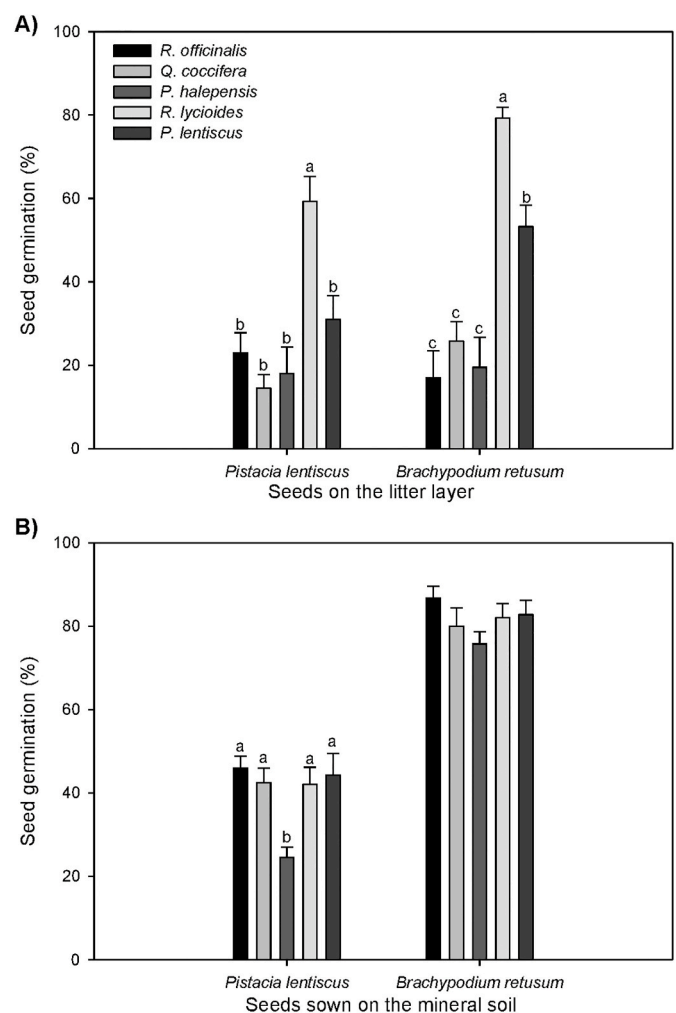 A)
100
80
60
40
20
0
Seed germination (%)
R. officinalis
Q. coccifera
P. halepensis
R. lycioides
P. lentiscus
b
b
b
a
b
c
c
c
a
b
Pistacia lentiscus Brachypodium retusum
Seeds on the litter layer
B)
100
80
60
40
20
0
Seed germination (%)
a
a
b
a
a
Pistacia lentiscus Brachypodium retusum
Seeds sown on the mineral soil